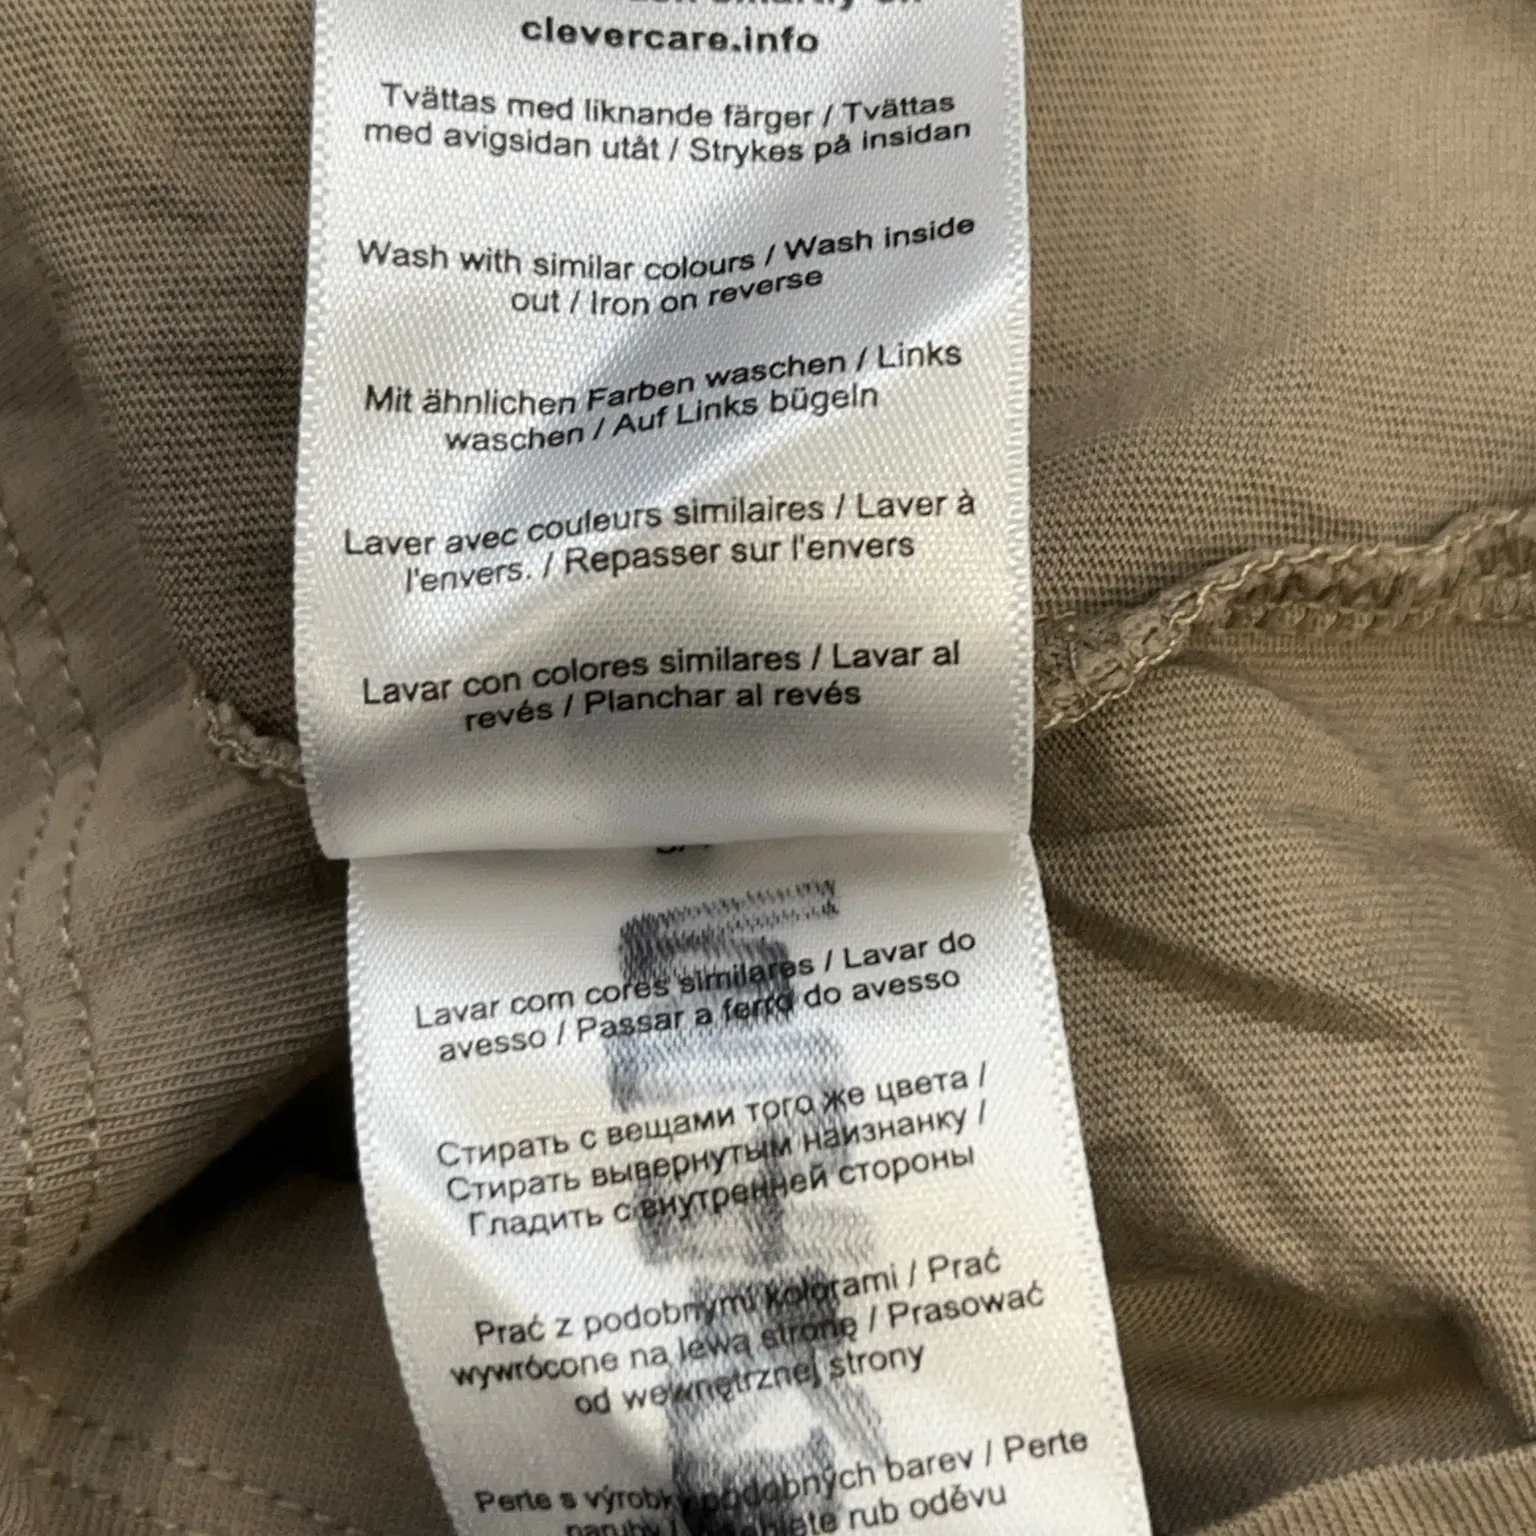 clevercare.info
Tvättas med liknande färger / Tvättas
med avigsidan utåt / Strykes på insidan
Wash with similar colours / Wash inside
out / Iron on reverse
Mit ähnlichen Farben waschen / Links
waschen / Auf Links bügeln
Laver avec couleurs similaires / Laver à
l'envers. / Repasser sur l'envers
Lavar con colores similares / Lavar al
revés / Planchar al revés
Lavar com cores similares / Lavar do
avesso / Passar a ferro do avesso
Стирать с вещами того же цвета /
Стирать вывернутым наизнанку /
Гладить с внутренней стороны
Prać z podobnymi kolorami / Prać
wywrócone na lewą stronę / Prasować
od wewnętrznej strony
Perte s výrobky podobných barev / Perte
naruby / rub oděvu